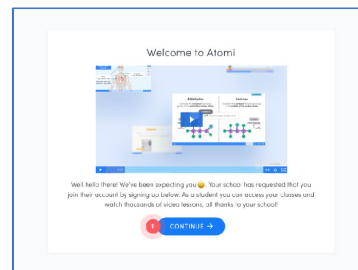 Welcome to Atomi
Well hello there! We've been expecting you😀. Your school has requested that you
join their account by signing up below. As a student you can access your classes and
watch thousands of video lessons, all thanks to your school!
1 CONTINUE →